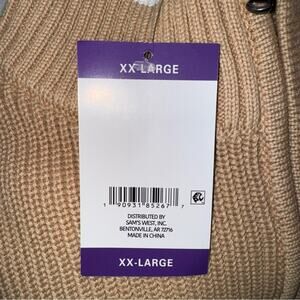 XX-LARGE
1 90931 85267 7
DISTRIBUTED BY
SAM'S WEST, INC.
BENTONVILLE, AR 72716
MADE IN CHINA
XX-LARGE